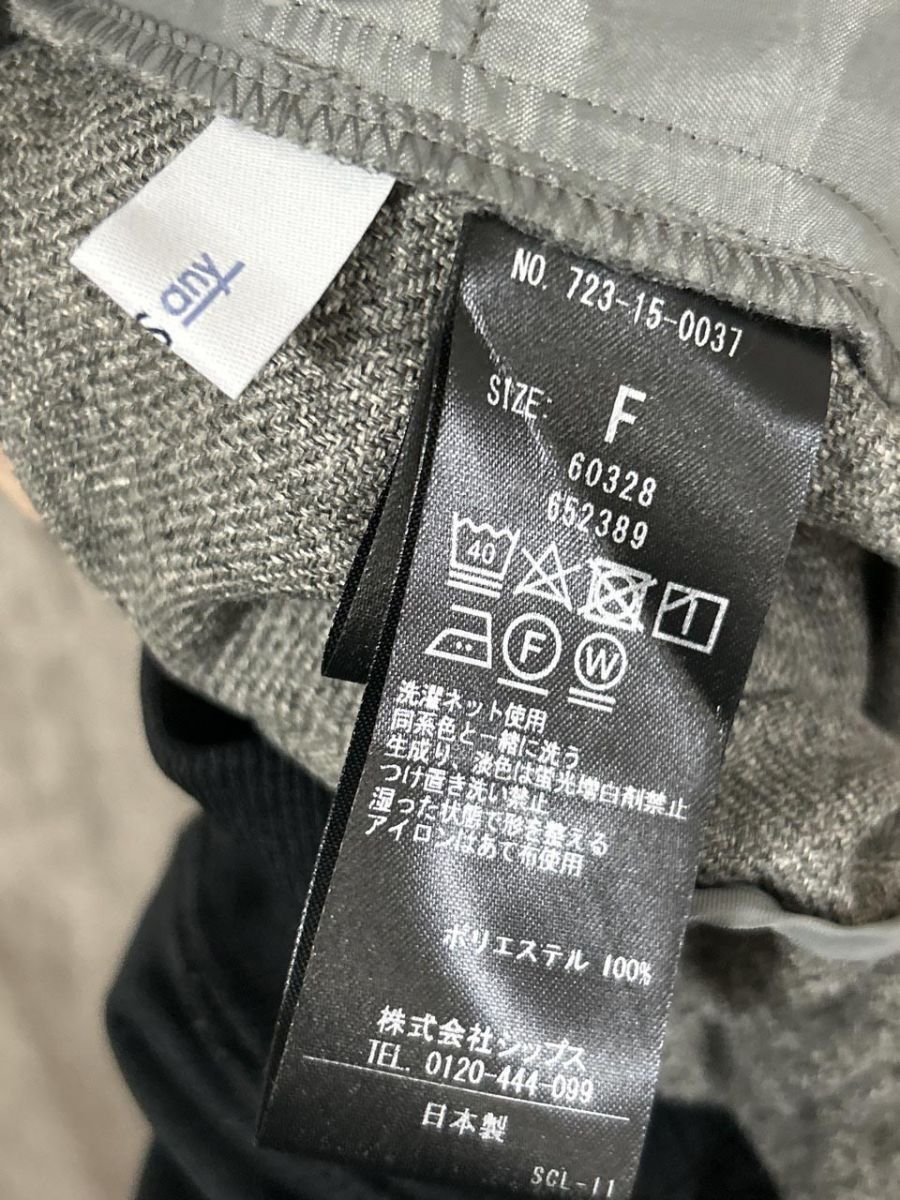 S any
NO. 723-15-0037
SIZE: F
60328
652389
40
F
W
洗濯ネット使用
同系色と一緒に洗う
生成り、淡色は蛍光増白剤禁止
つけ置き洗い禁止
湿った状態で形を整える
アイロンはあて布使用
ポリエステル 100%
株式会社シップス
TEL. 0120-444-099
日本製
SCL-11